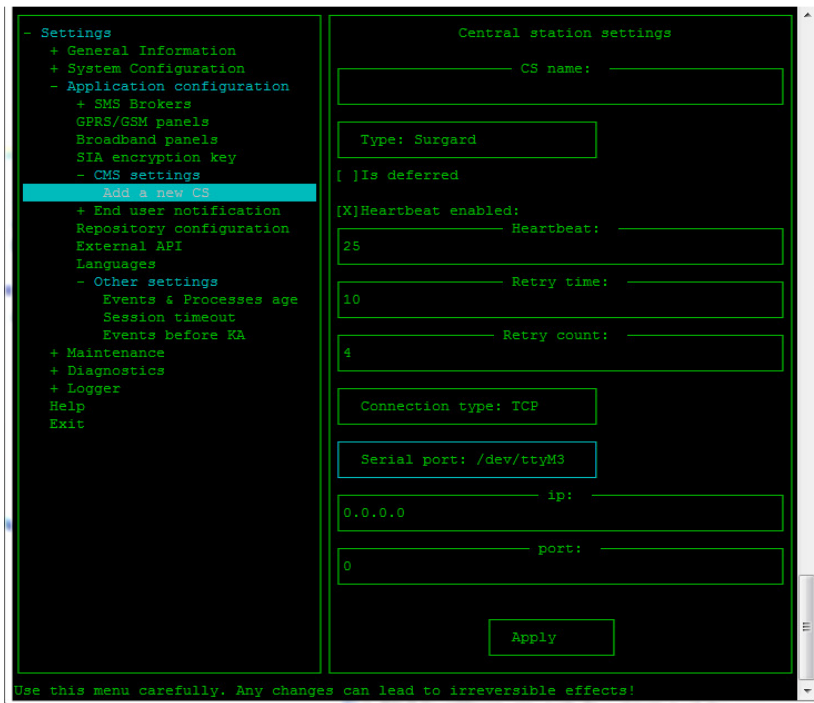 - Settings
+ General Information
+ System Configuration
- Application configuration
+ SMS Brokers
GPRS/GSM panels
Broadband panels
SIA encryption key
- CMS settings
Add a new CS
+ End user notification
Repository configuration
External API
Languages
- Other settings
Events & Processes age
Session timeout
Events before KA
+ Maintenance
+ Diagnostics
+ Logger
Help
Exit
Central station settings
CS name:
Type: Surgard
[ ]Is deferred
[X]Heartbeat enabled:
Heartbeat:
25
Retry time:
10
Retry count:
4
Connection type: TCP
Serial port: /dev/ttyM3
ip:
0.0.0.0
port:
0
Apply
Use this menu carefully. Any changes can lead to irreversible effects!